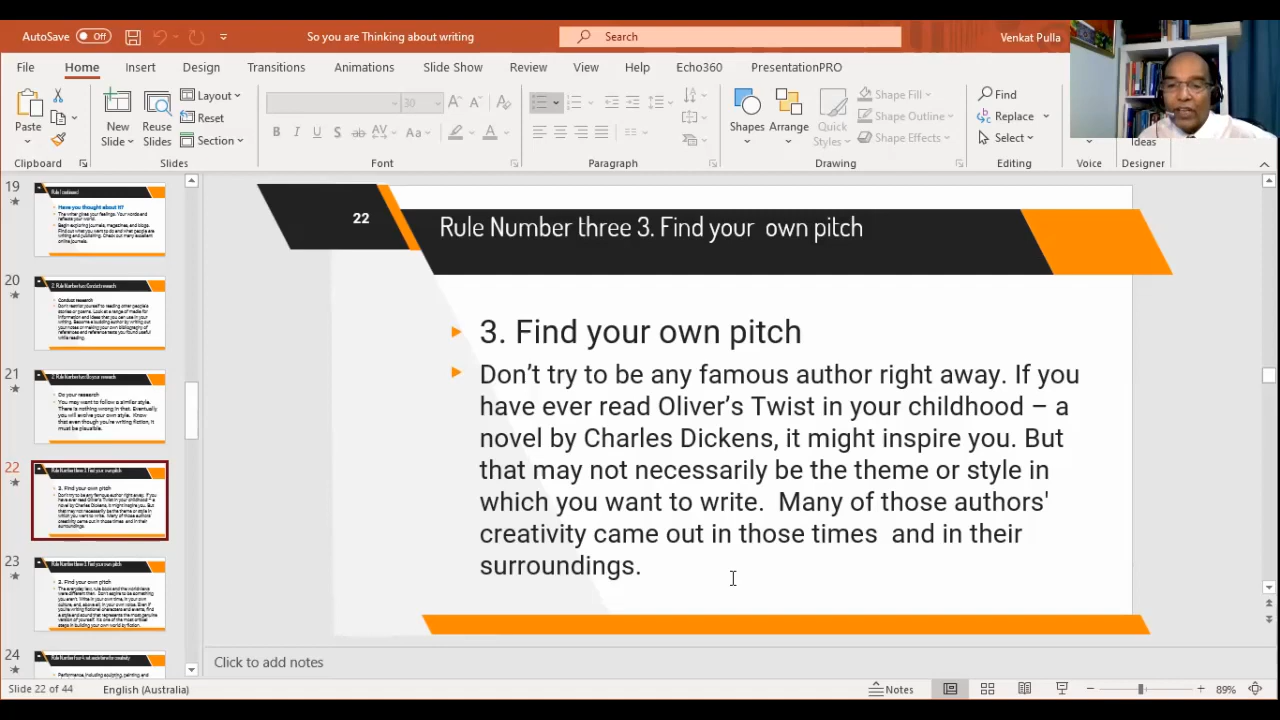 AutoSave Off So you are Thinking about writing Search Venkat Pulla
File Home Insert Design Transitions Animations Slide Show Review View Help Echo360 PresentationPRO
Paste New Slide Reuse Slides Layout Reset Section 30 Shapes Arrange Quick Styles Shape Fill Shape Outline Shape Effects Find Replace Select Ideas
Clipboard Slides Font Paragraph Drawing Editing Voice Designer
19
20
21
22
23
24
22
Rule Number three 3. Find your  own pitch
3. Find your own pitch
Don’t try to be any famous author right away. If you
have ever read Oliver’s Twist in your childhood – a
novel by Charles Dickens, it might inspire you. But
that may not necessarily be the theme or style in
which you want to write.  Many of those authors'
creativity came out in those times  and in their
surroundings.
Click to add notes
Slide 22 of 44 English (Australia) Notes 89%